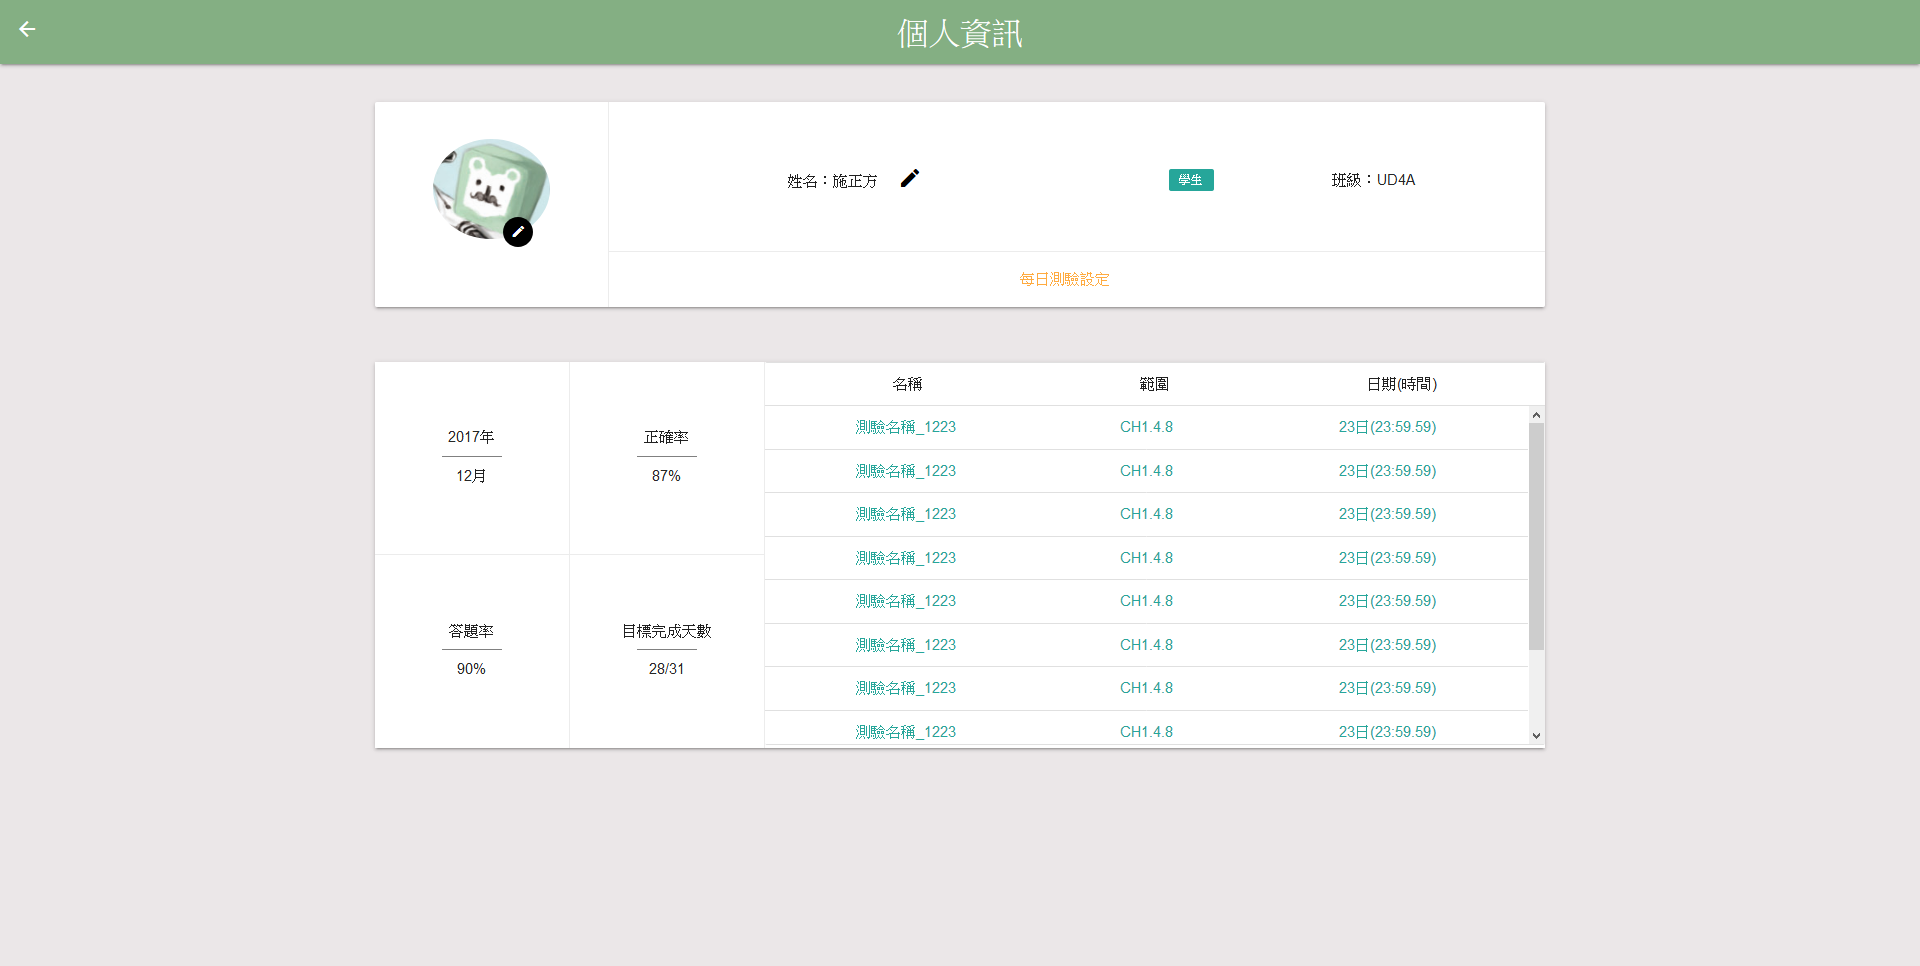 個人資訊
姓名：施正方
學生
班級：UD4A
每日測驗設定
2017年
12月
正確率
87%
答題率
90%
目標完成天數
28/31
名稱 範圍 日期(時間)
測驗名稱_1223 CH1.4.8 23日(23:59.59)
測驗名稱_1223 CH1.4.8 23日(23:59.59)
測驗名稱_1223 CH1.4.8 23日(23:59.59)
測驗名稱_1223 CH1.4.8 23日(23:59.59)
測驗名稱_1223 CH1.4.8 23日(23:59.59)
測驗名稱_1223 CH1.4.8 23日(23:59.59)
測驗名稱_1223 CH1.4.8 23日(23:59.59)
測驗名稱_1223 CH1.4.8 23日(23:59.59)